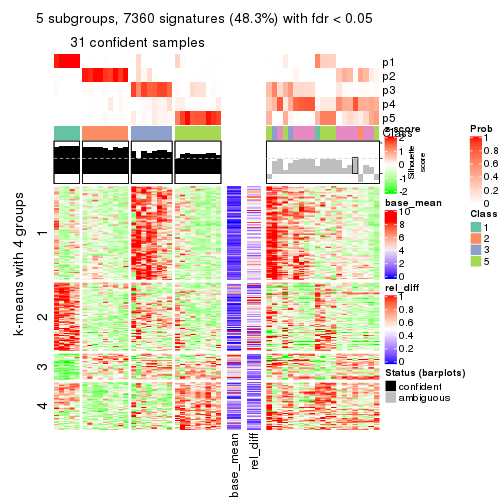 5 subgroups, 7360 signatures (48.3%) with fdr < 0.05
31 confident samples
p1
p2
p3
p4
p5
Class
Silhouette
score
k-means with 4 groups
1
2
3
4
base_mean
rel_diff
z-score
2
1
0
-1
-2
base_mean
10
8
6
4
2
0
rel_diff
1
0.8
0.6
0.4
0.2
0
Status (barplots)
confident
ambiguous
Prob
1
0.8
0.6
0.4
0.2
0
Class
1
2
3
5